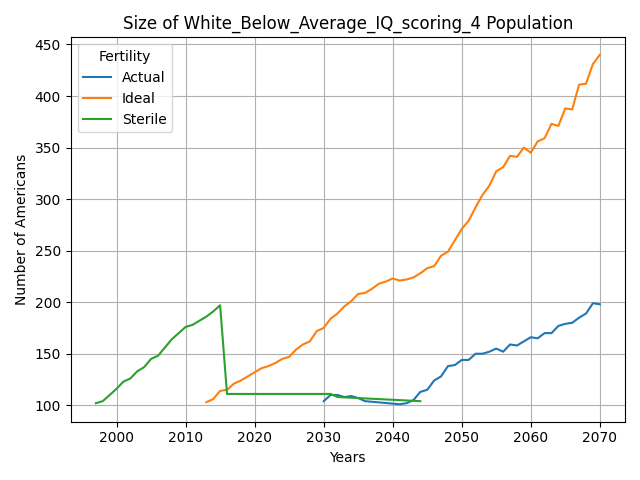 Size of White_Below_Average_IQ_scoring_4 Population
Number of Americans
450
400
350
300
250
200
150
100
Fertility
Actual
Ideal
Sterile
2000 2010 2020 2030 2040 2050 2060 2070
Years